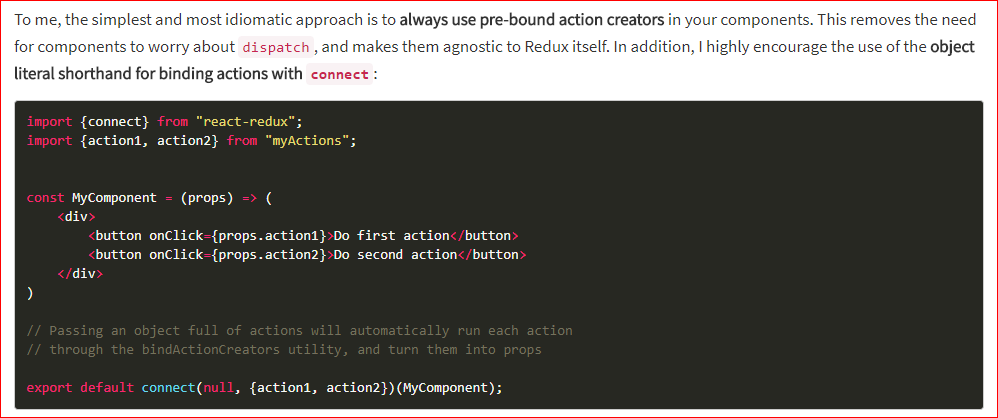 To me, the simplest and most idiomatic approach is to always use pre-bound action creators in your components. This removes the need
for components to worry about dispatch, and makes them agnostic to Redux itself. In addition, I highly encourage the use of the object
literal shorthand for binding actions with connect:
import {connect} from "react-redux";
import {action1, action2} from "myActions";
const MyComponent = (props) => (
    <div>
        <button onClick={props.action1}>Do first action</button>
        <button onClick={props.action2}>Do second action</button>
    </div>
)
// Passing an object full of actions will automatically run each action
// through the bindActionCreators utility, and turn them into props
export default connect(null, {action1, action2})(MyComponent);